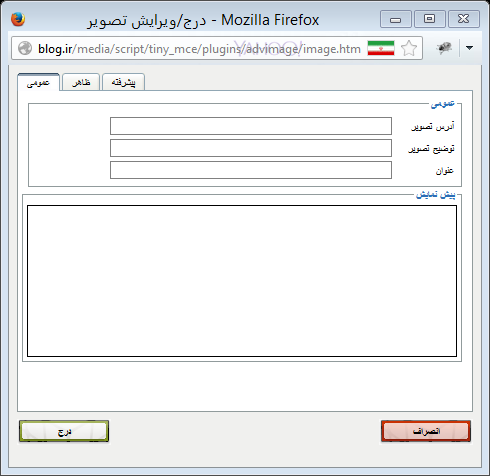 درج/ویرایش تصویر - Mozilla Firefox
blog.ir/media/script/tiny_mce/plugins/advimage/image.htm
عمومی
ظاهر
پیشرفته
عمومی
آدرس تصویر
توضیح تصویر
عنوان
پیش نمایش
درج
انصراف